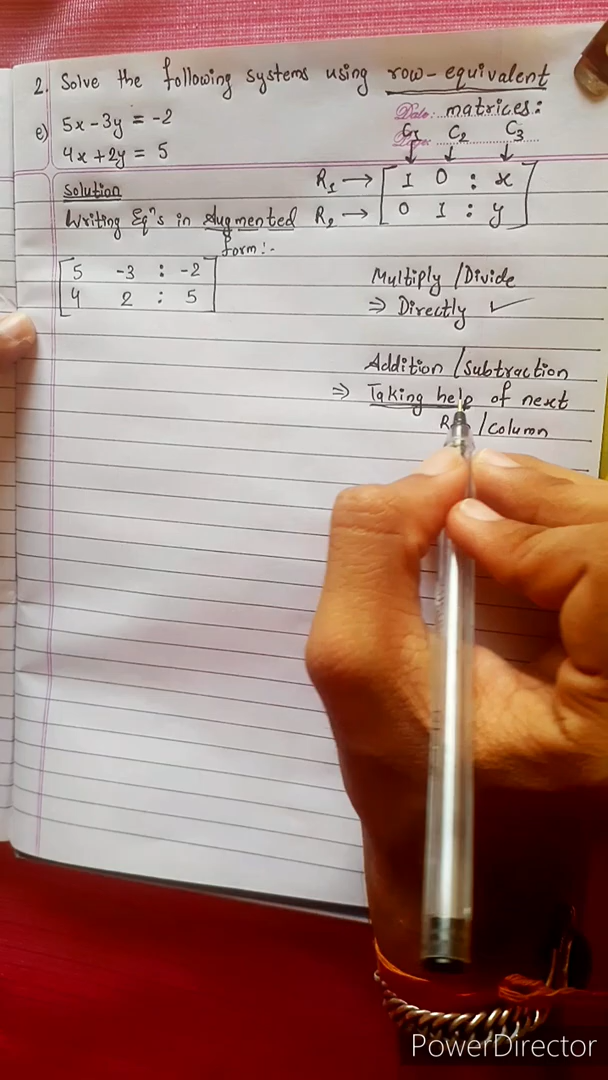 2. Solve the following systems using row-equivalent
Date: matrices:
e) 5x - 3y = -2
4x + 2y = 5
C1 C2 C3
Solution
R1 → [ 1 0 : x ]
R2 → [ 0 1 : y ]
Writing Eqⁿs in Augmented
form:-
[ 5 -3 : -2 ]
[ 4 2 : 5 ]
Multiply / Divide
⇒ Directly ✓
Addition / Subtraction
⇒ Taking help of next
/ column
PowerDirector